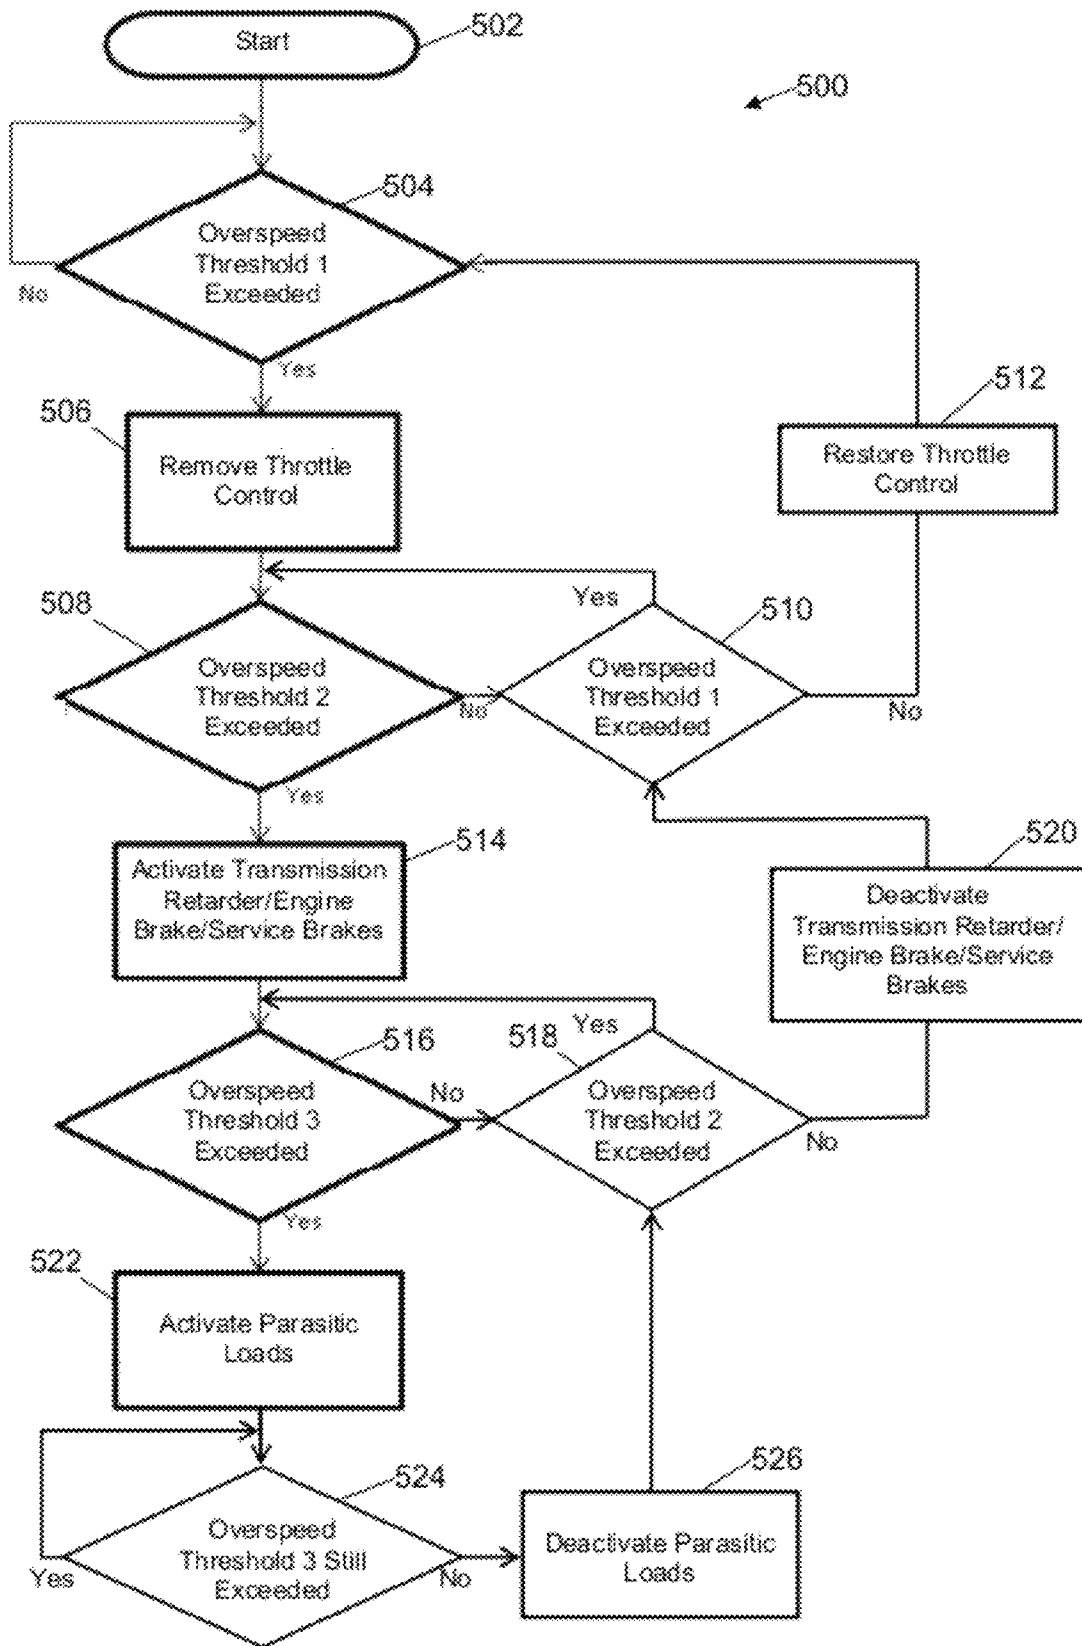 Start
502
500
504
Overspeed
Threshold 1
Exceeded
No
Yes
506
Remove Throttle
Control
512
Restore Throttle
Control
508
Overspeed
Threshold 2
Exceeded
No
Yes
Yes
510
Overspeed
Threshold 1
Exceeded
No
514
Activate Transmission
Retarder/Engine
Brake/Service Brakes
520
Deactivate
Transmission Retarder/
Engine Brake/Service
Brakes
516
Overspeed
Threshold 3
Exceeded
No
Yes
518
Yes
Overspeed
Threshold 2
Exceeded
No
522
Activate Parasitic
Loads
524
Overspeed
Threshold 3 Still
Exceeded
Yes
No
526
Deactivate Parasitic
Loads